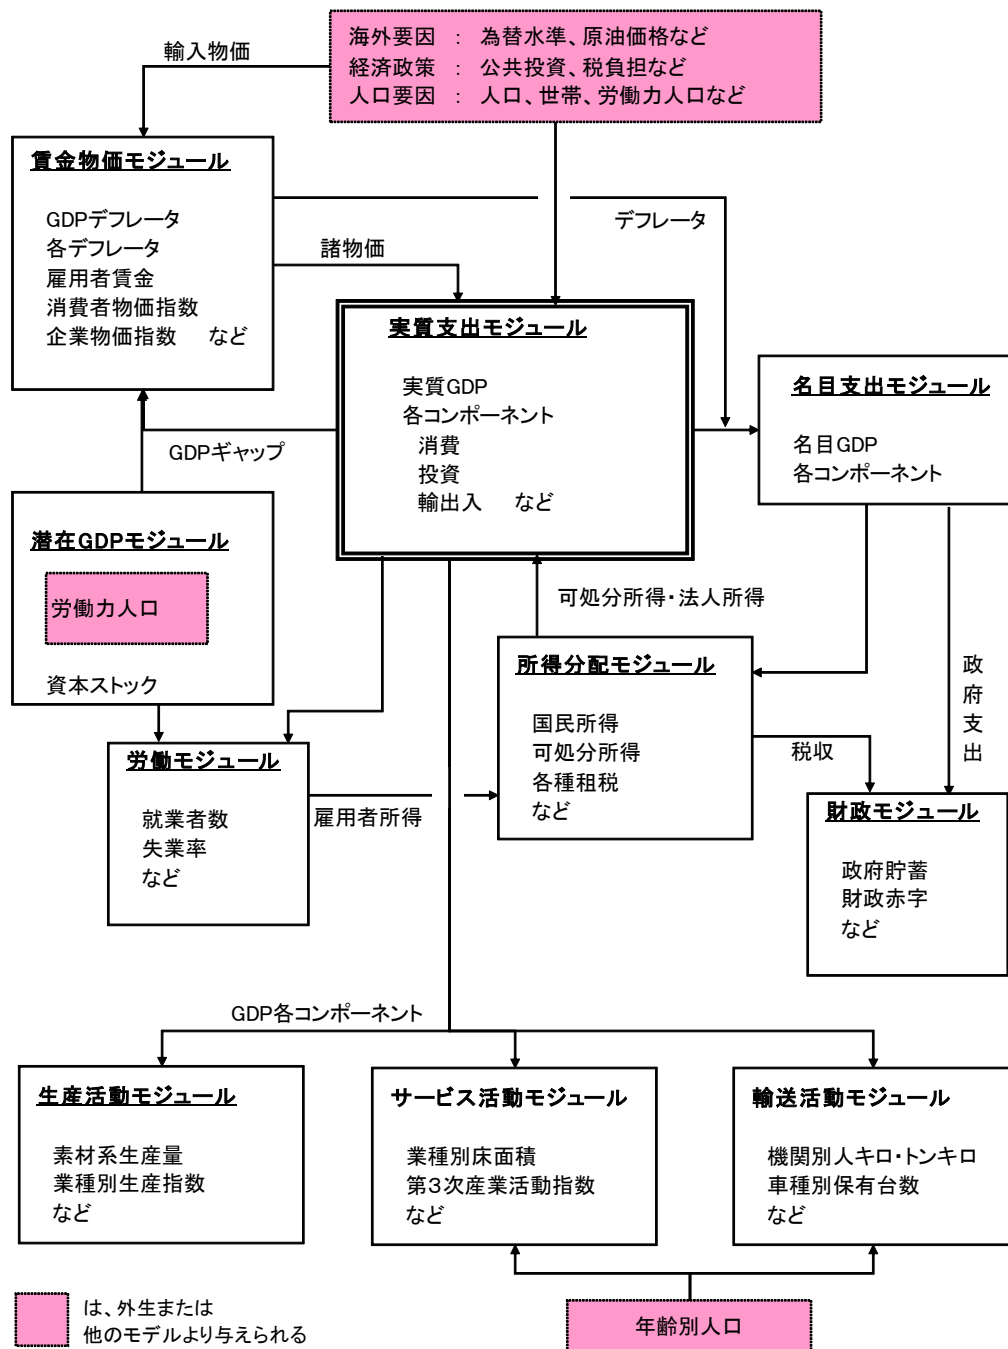 海外要因 : 為替水準、原油価格など
経済政策 : 公共投資、税負担など
人口要因 : 人口、世帯、労働力人口など
輸入物価
賃金物価モジュール
GDPデフレータ
各デフレータ
雇用者賃金
消費者物価指数
企業物価指数 など
デフレータ
諸物価
実質支出モジュール
実質GDP
各コンポーネント
消費
投資
輸出入 など
名目支出モジュール
名目GDP
各コンポーネント
GDPギャップ
潜在GDPモジュール
労働力人口
資本ストック
可処分所得・法人所得
所得分配モジュール
国民所得
可処分所得
各種租税
など
政府支出
税収
労働モジュール
就業者数
失業率
など
雇用者所得
財政モジュール
政府貯蓄
財政赤字
など
GDP各コンポーネント
生産活動モジュール
素材系生産量
業種別生産指数
など
サービス活動モジュール
業種別床面積
第3次産業活動指数
など
輸送活動モジュール
機関別人キロ・トンキロ
車種別保有台数
など
は、外生または
他のモデルより与えられる
年齢別人口